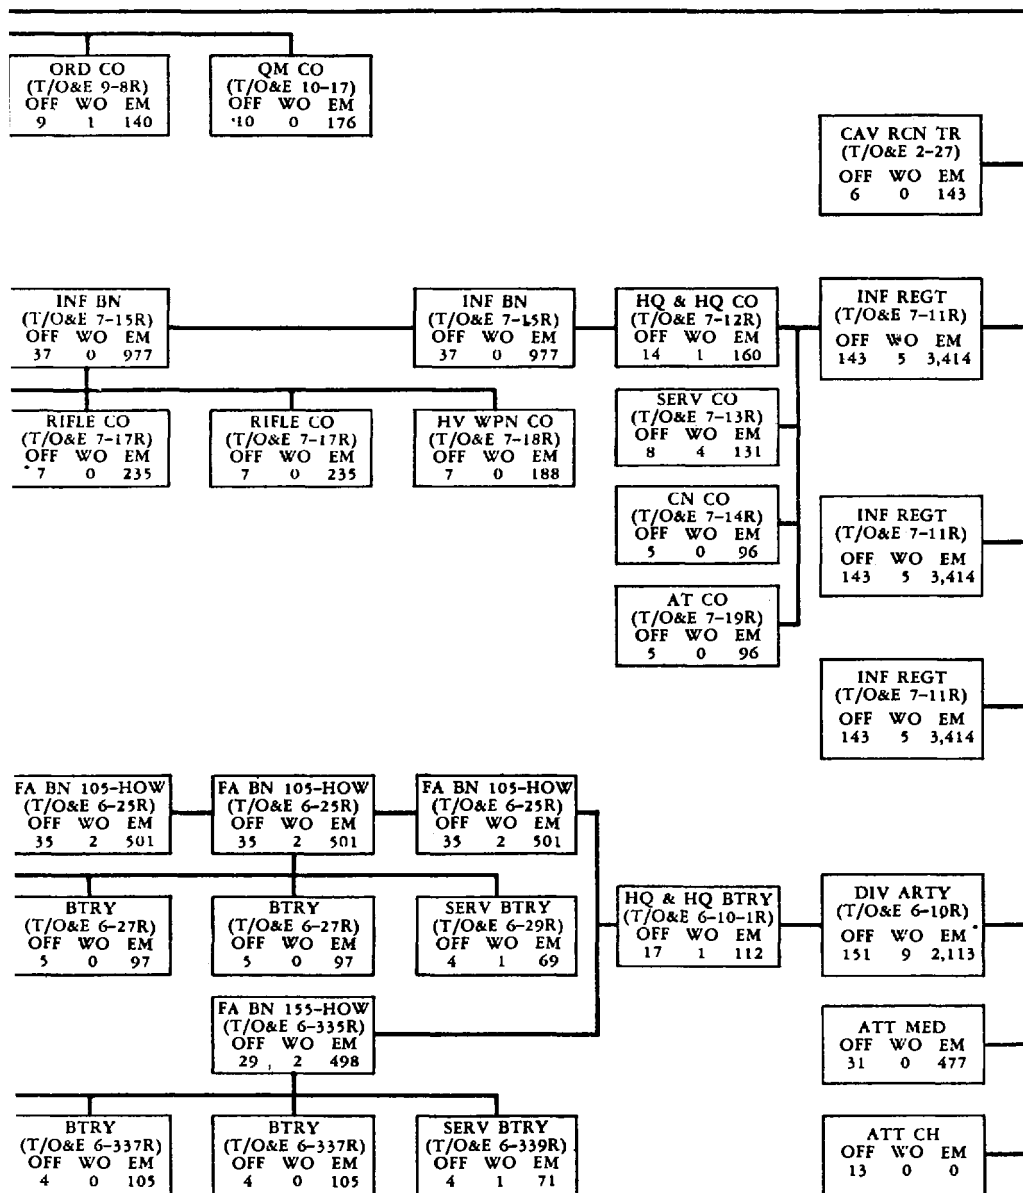 ORD CO
(T/O&E 9-8R)
OFF WO EM
9 1 140
QM CO
(T/O&E 10-17)
OFF WO EM
10 0 176
CAV RCN TR
(T/O&E 2-27)
OFF WO EM
6 0 143
INF BN
(T/O&E 7-15R)
OFF WO EM
37 0 977
INF BN
(T/O&E 7-15R)
OFF WO EM
37 0 977
HQ & HQ CO
(T/O&E 7-12R)
OFF WO EM
14 1 160
INF REGT
(T/O&E 7-11R)
OFF WO EM
143 5 3,414
SERV CO
(T/O&E 7-13R)
OFF WO EM
8 4 131
RIFLE CO
(T/O&E 7-17R)
OFF WO EM
7 0 235
RIFLE CO
(T/O&E 7-17R)
OFF WO EM
7 0 235
HV WPN CO
(T/O&E 7-18R)
OFF WO EM
7 0 188
CN CO
(T/O&E 7-14R)
OFF WO EM
5 0 96
INF REGT
(T/O&E 7-11R)
OFF WO EM
143 5 3,414
AT CO
(T/O&E 7-19R)
OFF WO EM
5 0 96
INF REGT
(T/O&E 7-11R)
OFF WO EM
143 5 3,414
FA BN 105-HOW
(T/O&E 6-25R)
OFF WO EM
35 2 501
FA BN 105-HOW
(T/O&E 6-25R)
OFF WO EM
35 2 501
FA BN 105-HOW
(T/O&E 6-25R)
OFF WO EM
35 2 501
BTRY
(T/O&E 6-27R)
OFF WO EM
5 0 97
BTRY
(T/O&E 6-27R)
OFF WO EM
5 0 97
SERV BTRY
(T/O&E 6-29R)
OFF WO EM
4 1 69
HQ & HQ BTRY
(T/O&E 6-10-1R)
OFF WO EM
17 1 112
DIV ARTY
(T/O&E 6-10R)
OFF WO EM
151 9 2,113
FA BN 155-HOW
(T/O&E 6-335R)
OFF WO EM
29 2 498
ATT MED
OFF WO EM
31 0 477
BTRY
(T/O&E 6-337R)
OFF WO EM
4 0 105
BTRY
(T/O&E 6-337R)
OFF WO EM
4 0 105
SERV BTRY
(T/O&E 6-339R)
OFF WO EM
4 1 71
ATT CH
OFF WO EM
13 0 0